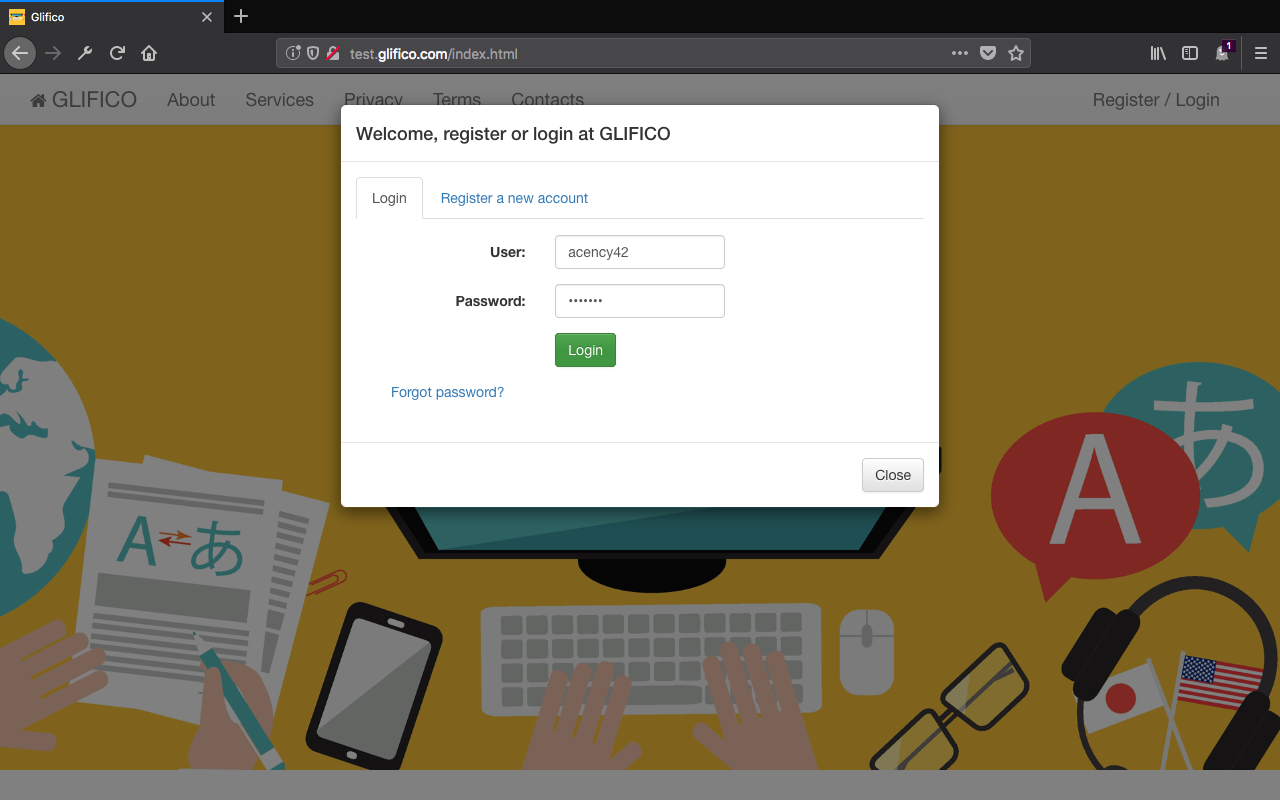 Glifico
1
test.glifico.com/index.html
GLIFICO About Services Privacy Terms Contacts Register / Login
Welcome, register or login at GLIFICO
Login Register a new account
User: acency42
Password: •••••••
Login
Forgot password?
Close
A あ
A あ